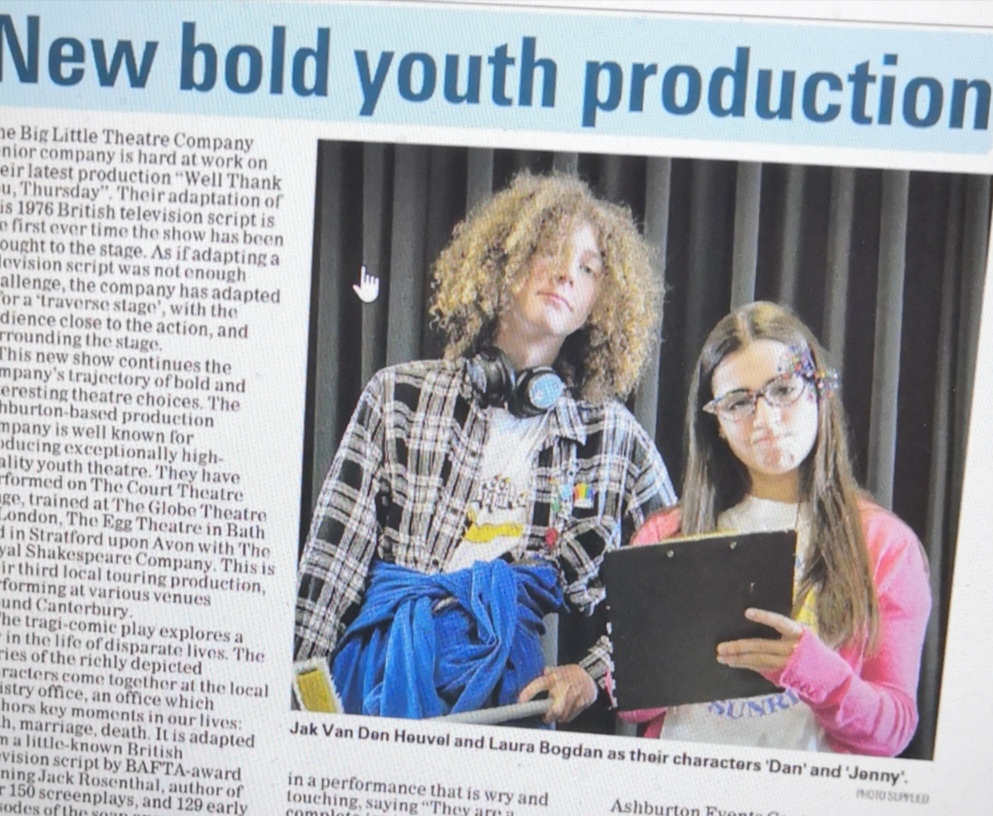 New bold youth production
he Big Little Theatre Company
nior company is hard at work on
eir latest production "Well Thank
u, Thursday". Their adaptation of
is 1976 British television script is
e first ever time the show has been
ought to the stage. As if adapting a
levision script was not enough
allenge, the company has adapted
or a 'traverse stage', with the
dience close to the action, and
rrounding the stage.
This new show continues the
mpany's trajectory of bold and
eresting theatre choices. The
hburton-based production
mpany is well known for
oducing exceptionally high-
ality youth theatre. They have
rformed on The Court Theatre
ge, trained at The Globe Theatre
London, The Egg Theatre in Bath
d in Stratford upon Avon with The
yal Shakespeare Company. This is
ir third local touring production,
forming at various venues
und Canterbury.
he tragi-comic play explores a
in the life of disparate lives. The
ries of the richly depicted
racters come together at the local
istry office, an office which
hors key moments in our lives:
h, marriage, death. It is adapted
m a little-known British
vision script by BAFTA-award
ning Jack Rosenthal, author of
r 150 screenplays, and 129 early
sodes of the soap
SUNR
Jak Van Den Heuvel and Laura Bogdan as their characters 'Dan' and 'Jenny'.
PHOTO SUPPLIED
in a performance that is wry and
touching, saying "They are a
Ashburton Events